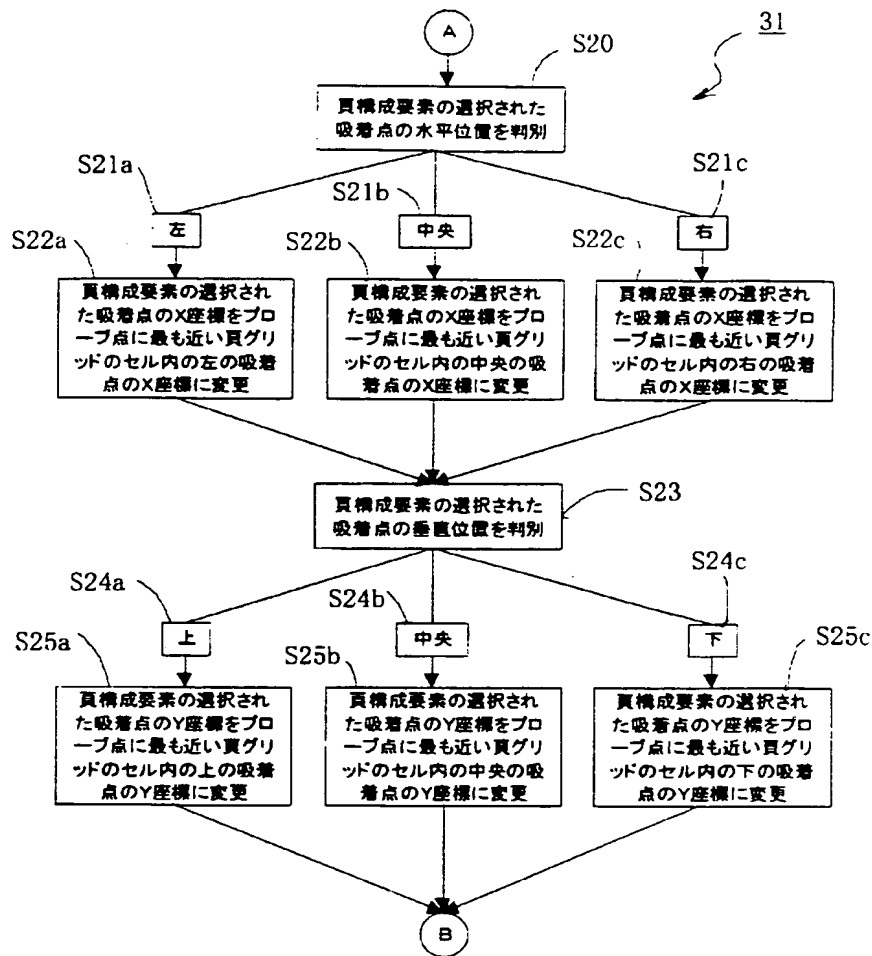 A
31
S20
頁構成要素の選択された
吸着点の水平位置を判別
S21a
S21b
S21c
左
中央
右
S22a
S22b
S22c
頁構成要素の選択され
た吸着点のX座標をプロ
ーブ点に最も近い頁グリ
ッドのセル内の左の吸着
点のX座標に変更
頁構成要素の選択され
た吸着点のX座標をプロ
ーブ点に最も近い頁グリ
ッドのセル内の中央の吸
着点のX座標に変更
頁構成要素の選択され
た吸着点のX座標をプロ
ーブ点に最も近い頁グリ
ッドのセル内の右の吸着
点のX座標に変更
S23
頁構成要素の選択された
吸着点の垂直位置を判別
S24a
S24b
S24c
上
中央
下
S25a
S25b
S25c
頁構成要素の選択され
た吸着点のY座標をプロ
ーブ点に最も近い頁グリ
ッドのセル内の上の吸着
点のY座標に変更
頁構成要素の選択され
た吸着点のY座標をプロ
ーブ点に最も近い頁グリ
ッドのセル内の中央の吸
着点のY座標に変更
頁構成要素の選択され
た吸着点のY座標をプロ
ーブ点に最も近い頁グリ
ッドのセル内の下の吸着
点のY座標に変更
B